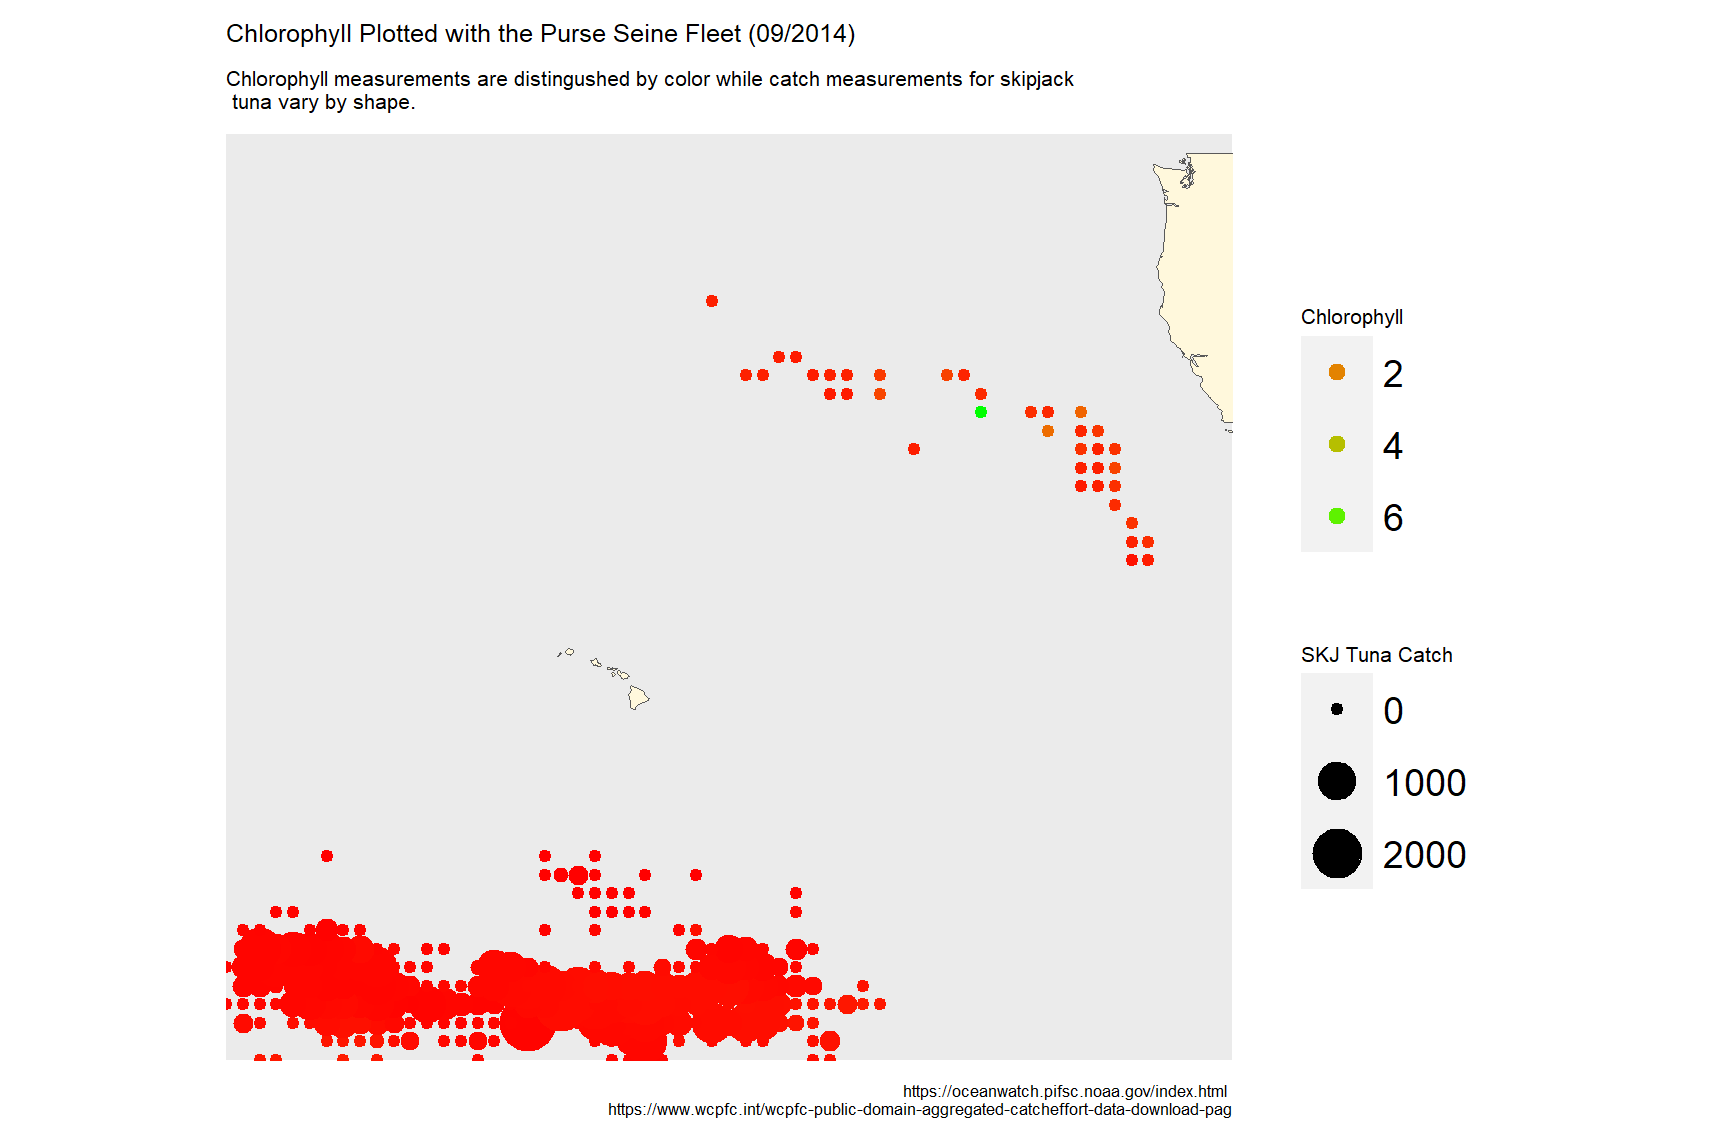 Chlorophyll Plotted with the Purse Seine Fleet (09/2014)
Chlorophyll measurements are distingushed by color while catch measurements for skipjack
tuna vary by shape.
Chlorophyll
2
4
6
SKJ Tuna Catch
0
1000
2000
https://oceanwatch.pifsc.noaa.gov/index.html
https://www.wcpfc.int/wcpfc-public-domain-aggregated-catcheffort-data-download-pag